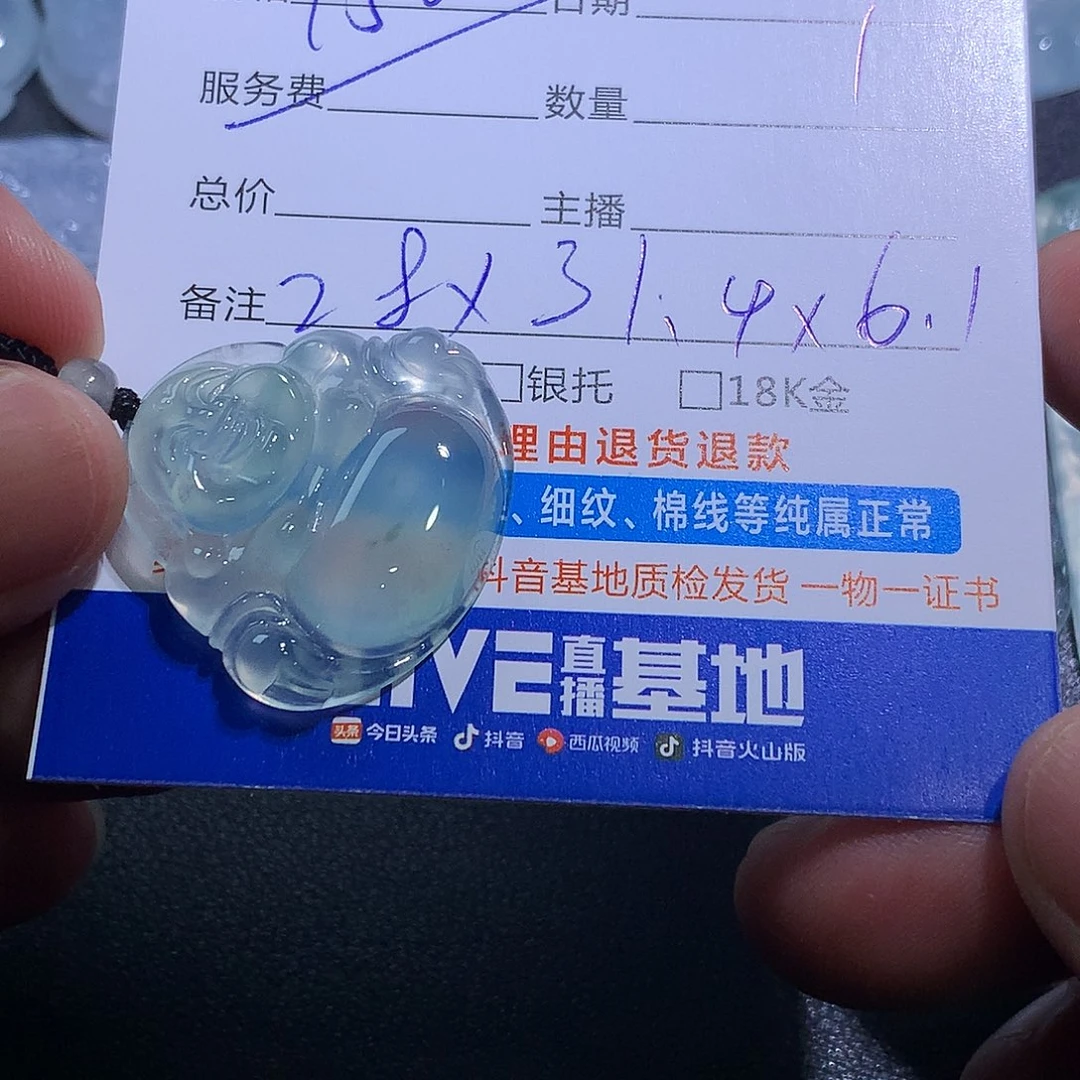 日期
服务费 数量
总价 主播
备注 28x31.4x6.1
银托 □18K金
理由退货退款
、细纹、棉线等纯属正常
抖音基地质检发货 一物一证书
直播基地
今日头条 抖音 西瓜视频 抖音火山版